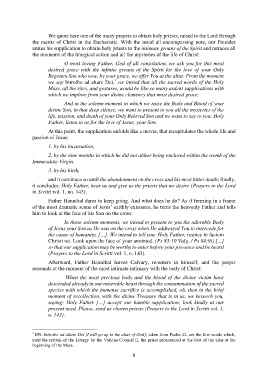 We quote here one of the many prayers to obtain holy priests, raised to the Lord through
the merits of Christ in the Eucharist. With the usual all encompassing tone, our Founder
unites his supplication to obtain holy priests to the intimate groans of the Spirit and retraces all
the moments of the liturgical action and all the mysteries of the life of Christ:
O most loving Father, God of all consolation, we ask you for this most
desired grace with the infinite groans of the Spirit for the love of your Only
Begotten Son who now, by your grace, we offer You at the altar. From the moment
we say Introibo ad altare Dei,⁷ we intend that all the sacred words of the Holy
Mass, all the rites, and gestures, would be like so many ardent supplications with
which we implore from your divine clemency that most desired grace.
And in the solemn moment in which we raise the Body and Blood of your
divine Son, in that deep silence, we want to present to you all the mysteries of the
life, passion, and death of your Only Beloved Son and we want to say to you: Holy
Father, listen to us for the love of Jesus, your Son.
At this point, the supplication unfolds like a movie, that recapitulates the whole life and
passion of Jesus:
1. by his incarnation,
2. by the nine months in which he did not abhor being enclosed within the womb of the
Immaculate Virgin,
3. by his birth,
and it continues so until the abandonment on the cross and his most bitter death; finally,
it concludes: Holy Father, hear us and give us the priests that we desire (Prayers to the Lord
in Scritti vol. 1, no. 143).
Father Hannibal dares to keep going. And what does he do? As if freezing in a frame
of the most dramatic scene of Jesus' earthly existence, he turns the heavenly Father and tells
him to look at the face of his Son on the cross:
In those solemn moments, we intend to present to you the adorable Body
of Jesus your Son as He was on the cross when He addressed You to intercede for
the cause of humanity, [...]. We intend to tell you: Holy Father, respice in faciem
Christi tui. Look upon the face of your anointed. (Ps 83:10 Vulg. / Ps 84:9), [...]
so that our supplication may be worthy to enter before your presence and be heard
(Prayers to the Lord in Scritti vol. 1, n. 143).
Afterward, Father Hannibal leaves Calvary, re-enters in himself, and the prayer
resounds at the moment of the most intimate intimacy with the body of Christ:
When the most precious body and the blood of the divine victim have
descended already in our miserable heart through the consummation of the sacred
species with which the immense sacrifice is accomplished, oh, then in the brief
moment of recollection, with the divine Treasure that is in us, we beseech you,
saying: Holy Father [...] accept our humble supplication; look kindly at our
present need. Please, send us chosen priests (Prayers to the Lord in Scritti vol. 1,
n. 143).
⁷ EN: Introibo ad altare Dei [I will go up to the altar of God], taken from Psalm 42, are the first words which,
until the reform of the Liturgy by the Vatican Council II, the priest pronounced at the foot of the altar at the
beginning of the Mass.
8